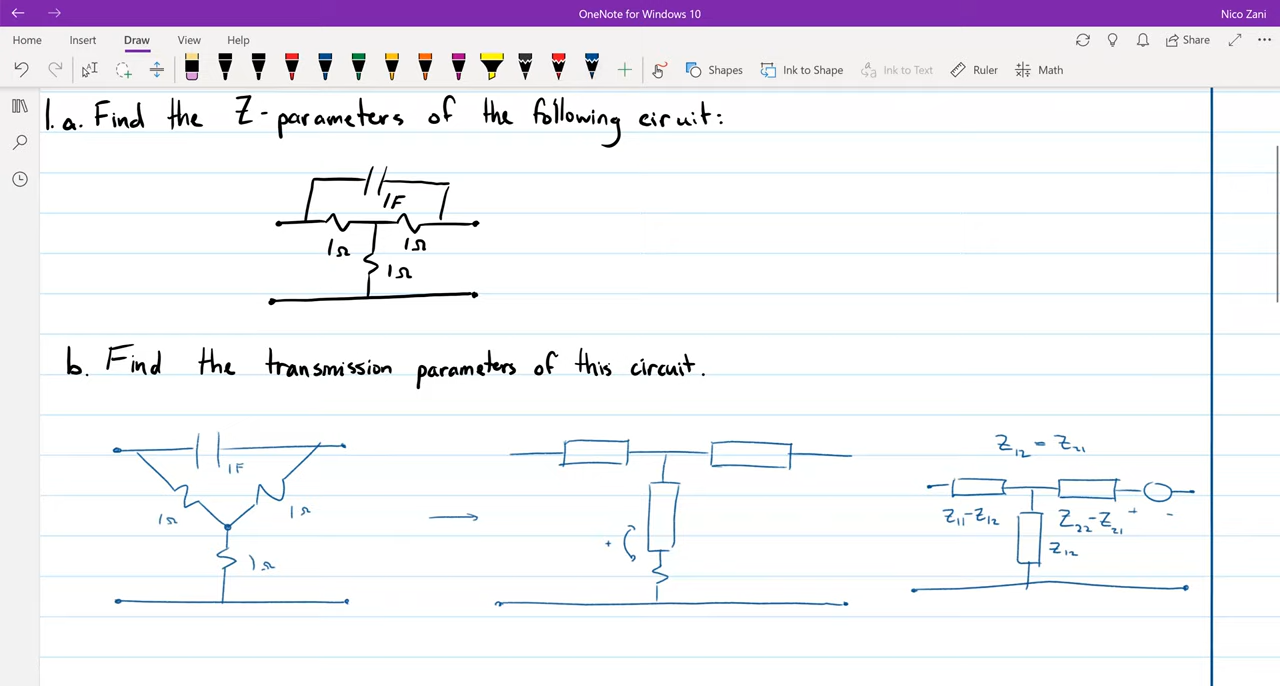 OneNote for Windows 10
Nico Zani
Home Insert Draw View Help
Share
Shapes Ink to Shape Ink to Text Ruler Math
1.a. Find the Z-parameters of the following ciruit:
1F
1Ω 1Ω
1Ω
b. Find the transmission parameters of this circuit.
1F
1Ω 1Ω
1Ω
+
Z12 = Z21
Z11-Z12 Z22-Z21 + -
Z12